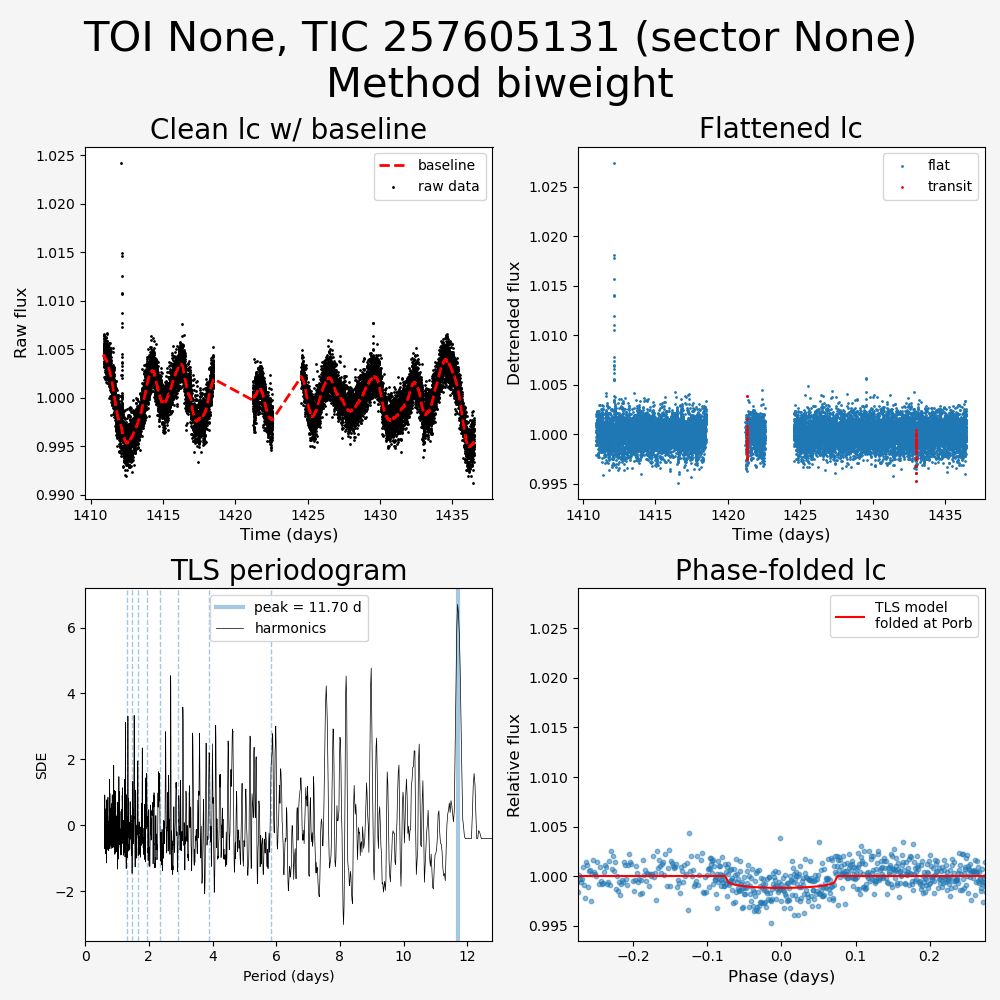 TOI None, TIC 257605131 (sector None)
Method biweight
Clean lc w/ baseline
Raw flux
1.025
1.020
1.015
1.010
1.005
1.000
0.995
0.990
baseline
raw data
1410
1415
1420
1425
1430
1435
Time (days)
Flattened lc
Detrended flux
1.025
1.020
1.015
1.010
1.005
1.000
0.995
flat
transit
1410
1415
1420
1425
1430
1435
Time (days)
TLS periodogram
SDE
6
4
2
0
−2
peak = 11.70 d
harmonics
0
2
4
6
8
10
12
Period (days)
Phase-folded lc
Relative flux
1.025
1.020
1.015
1.010
1.005
1.000
0.995
TLS model
folded at Porb
−0.2
−0.1
0.0
0.1
0.2
Phase (days)